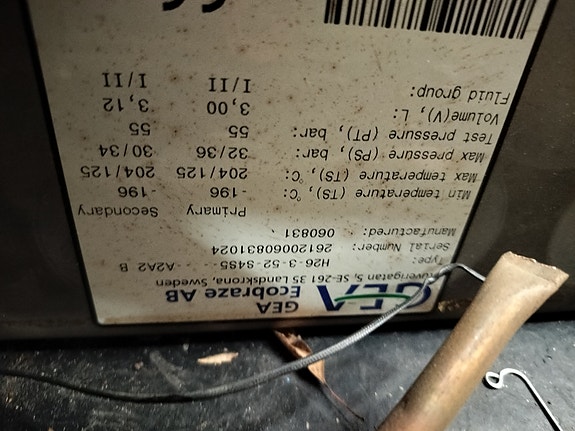 GEA
GEA
Ecobraze AB
SE-261 35 Landskrona, Sweden
Type: H26-3-52-S4S5- - -A2A2 B
Serial Number: 26120060831024
Manufactured: 060831
Primary Secondary
Min temperature (TS), °C: -196 -196
Max temperature (TS), °C: 204/125 204/125
Max pressure (PS), bar: 32/36 30/34
Test pressure (PT), bar: 55 55
Volume(V), L: 3,00 3,12
Fluid group: I/II I/II